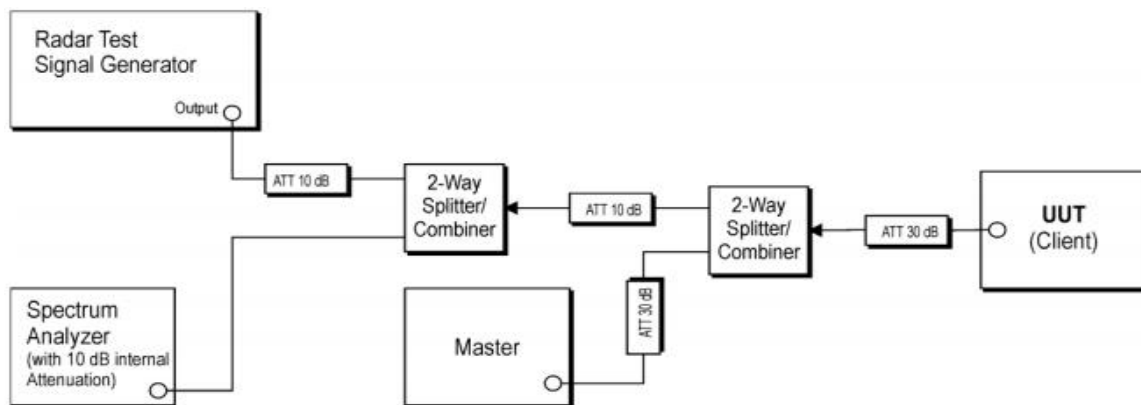 Radar Test
Signal Generator
Output
ATT 10 dB
2-Way
Splitter/
Combiner
ATT 10 dB
2-Way
Splitter/
Combiner
ATT 30 dB
UUT
(Client)
Spectrum
Analyzer
(with 10 dB internal
Attenuation)
Master
ATT 30 dB